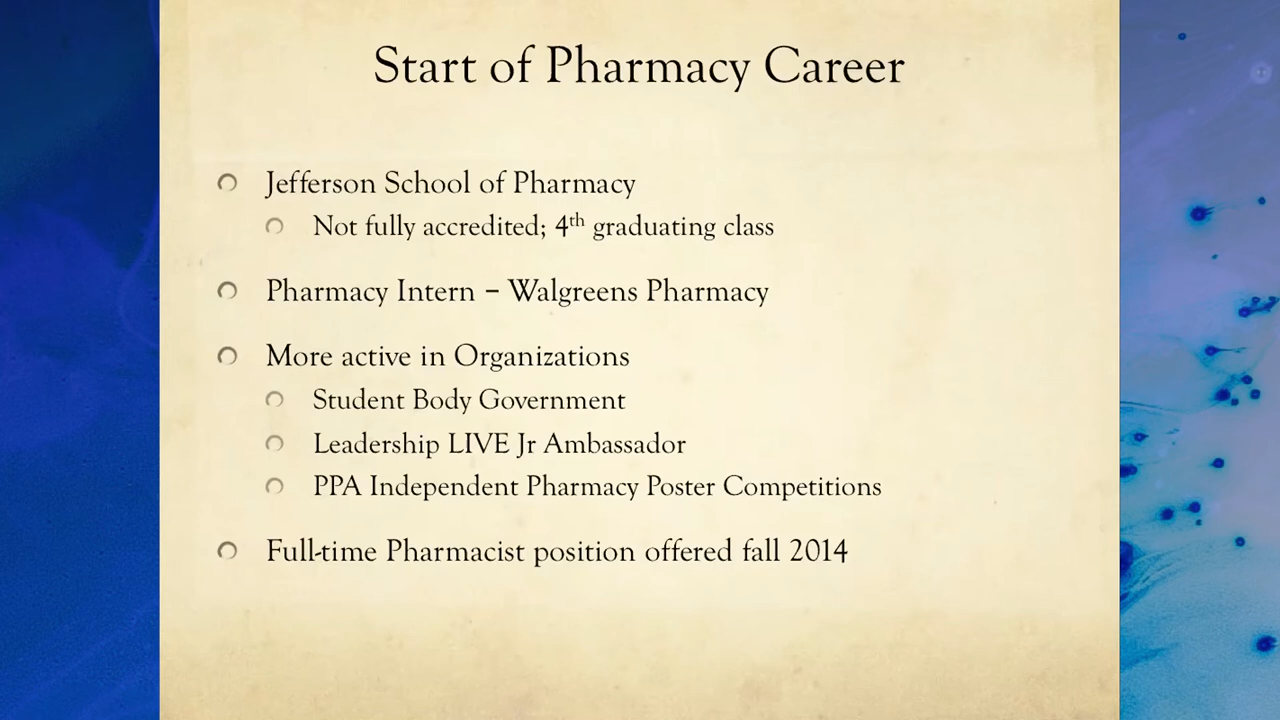 Start of Pharmacy Career
Jefferson School of Pharmacy
Not fully accredited; 4th graduating class
Pharmacy Intern – Walgreens Pharmacy
More active in Organizations
Student Body Government
Leadership LIVE Jr Ambassador
PPA Independent Pharmacy Poster Competitions
Full-time Pharmacist position offered fall 2014